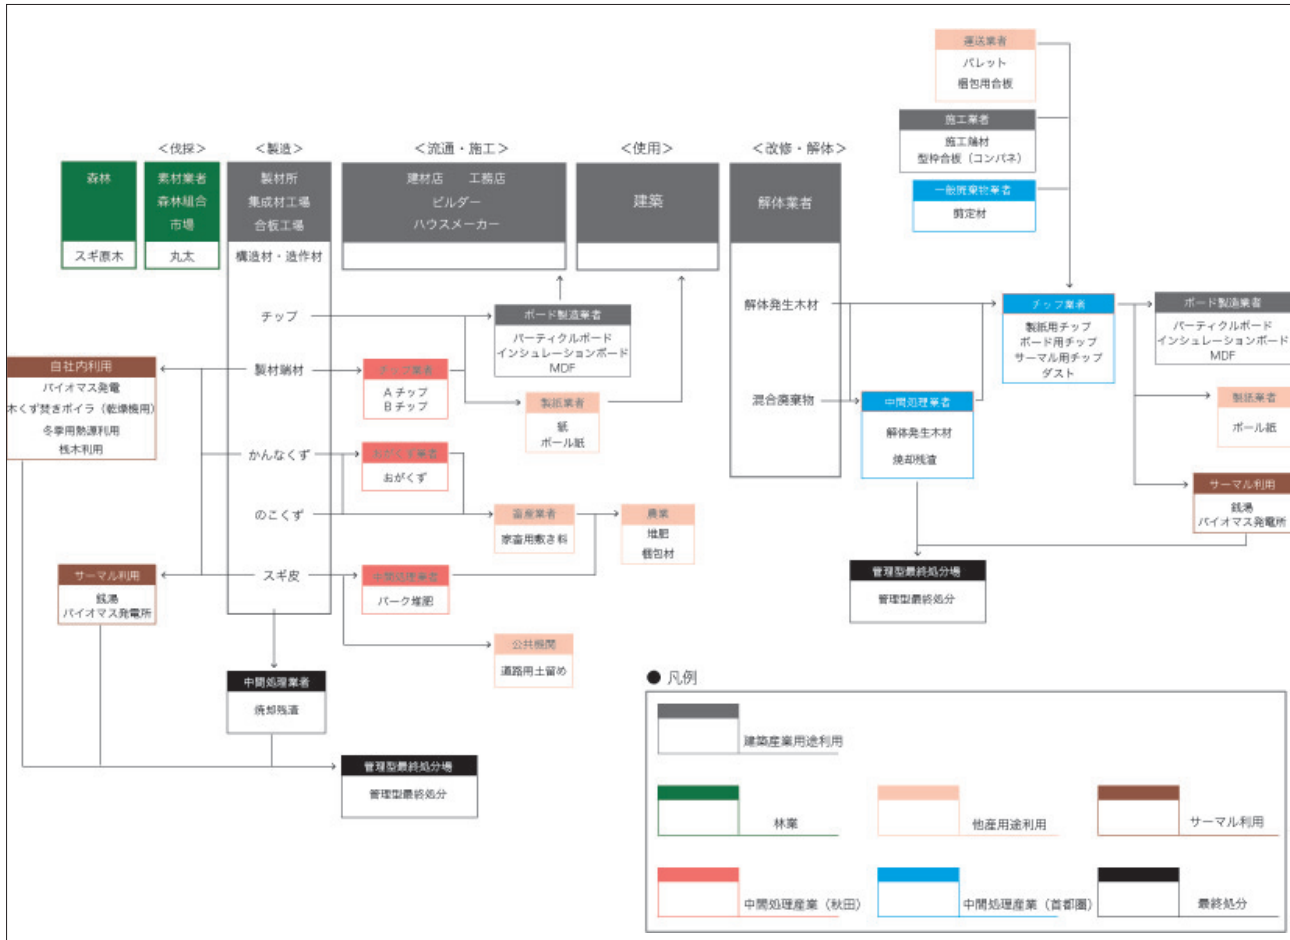 運送業者
パレット
梱包用合板
施工業者
施工端材
型枠合板（コンパネ）
一般廃棄物業者
剪定材
＜伐採＞
＜製造＞
＜流通・施工＞
＜使用＞
＜改修・解体＞
森林
スギ原木
素材業者
森林組合
市場
丸太
製材所
集成材工場
合板工場
構造材・造作材
建材店　工務店
ビルダー
ハウスメーカー
建築
解体業者
チップ
製材端材
かんなくず
のこくず
スギ皮
自社内利用
バイオマス発電
木くず焚きボイラ（乾燥機用）
冬季用熱源利用
桟木利用
サーマル利用
銭湯
バイオマス発電所
中間処理業者
焼却残渣
管理型最終処分場
管理型最終処分
チップ業者
Aチップ
Bチップ
おがくず業者
おがくず
中間処理業者
バーク堆肥
ボード製造業者
パーティクルボード
インシュレーションボード
MDF
製紙業者
紙
ボール紙
畜産業者
家畜用敷き料
農業
堆肥
梱包材
公共機関
道路用土留め
解体発生木材
混合廃棄物
中間処理業者
解体発生木材
焼却残渣
チップ業者
製紙用チップ
ボード用チップ
サーマル用チップ
ダスト
ボード製造業者
パーティクルボード
インシュレーションボード
MDF
製紙業者
ボール紙
サーマル利用
銭湯
バイオマス発電所
管理型最終処分場
管理型最終処分
● 凡例
建築産業用途利用
林業
他産用途利用
サーマル利用
中間処理産業（秋田）
中間処理産業（首都圏）
最終処分